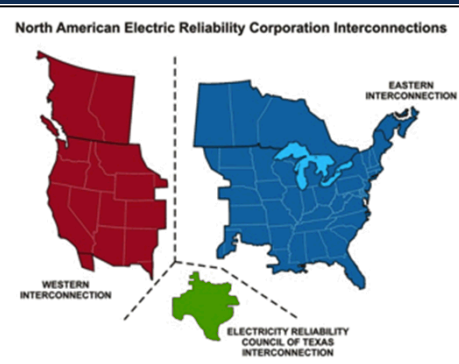 North American Electric Reliability Corporation Interconnections
EASTERN
INTERCONNECTION
WESTERN
INTERCONNECTION
ELECTRICITY RELIABILITY
COUNCIL OF TEXAS
INTERCONNECTION